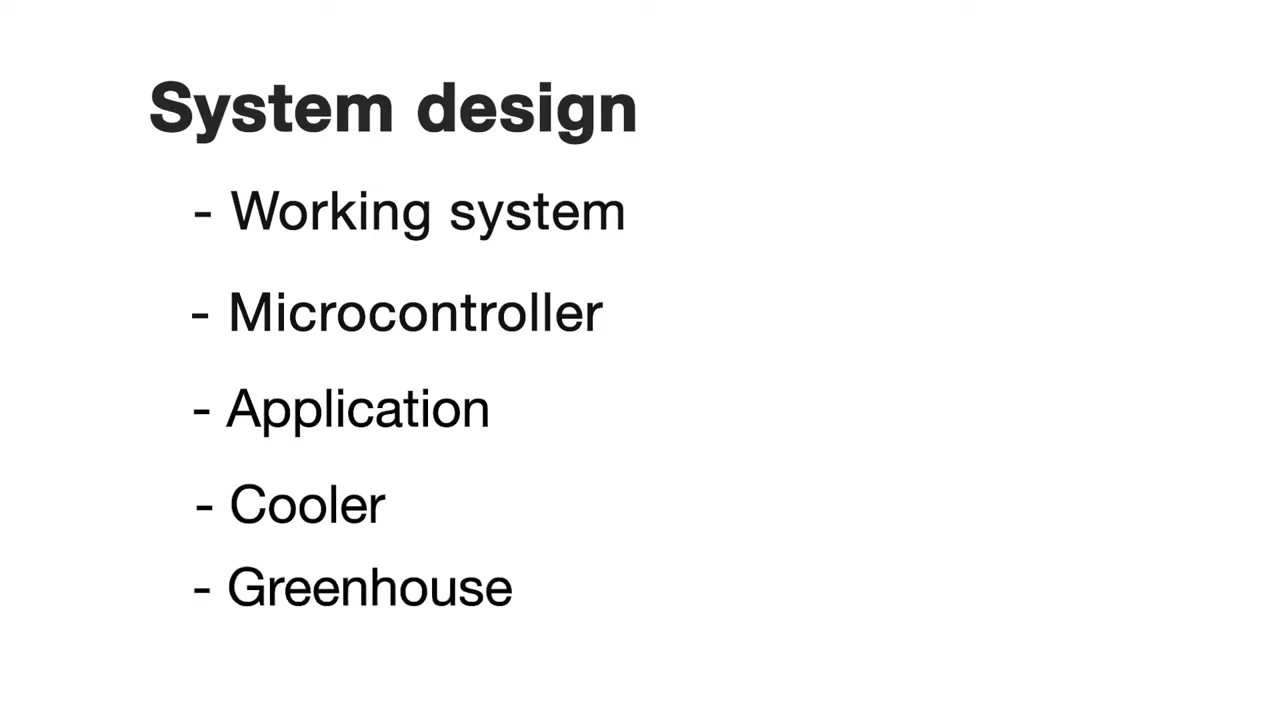 System design
- Working system
- Microcontroller
- Application
- Cooler
- Greenhouse